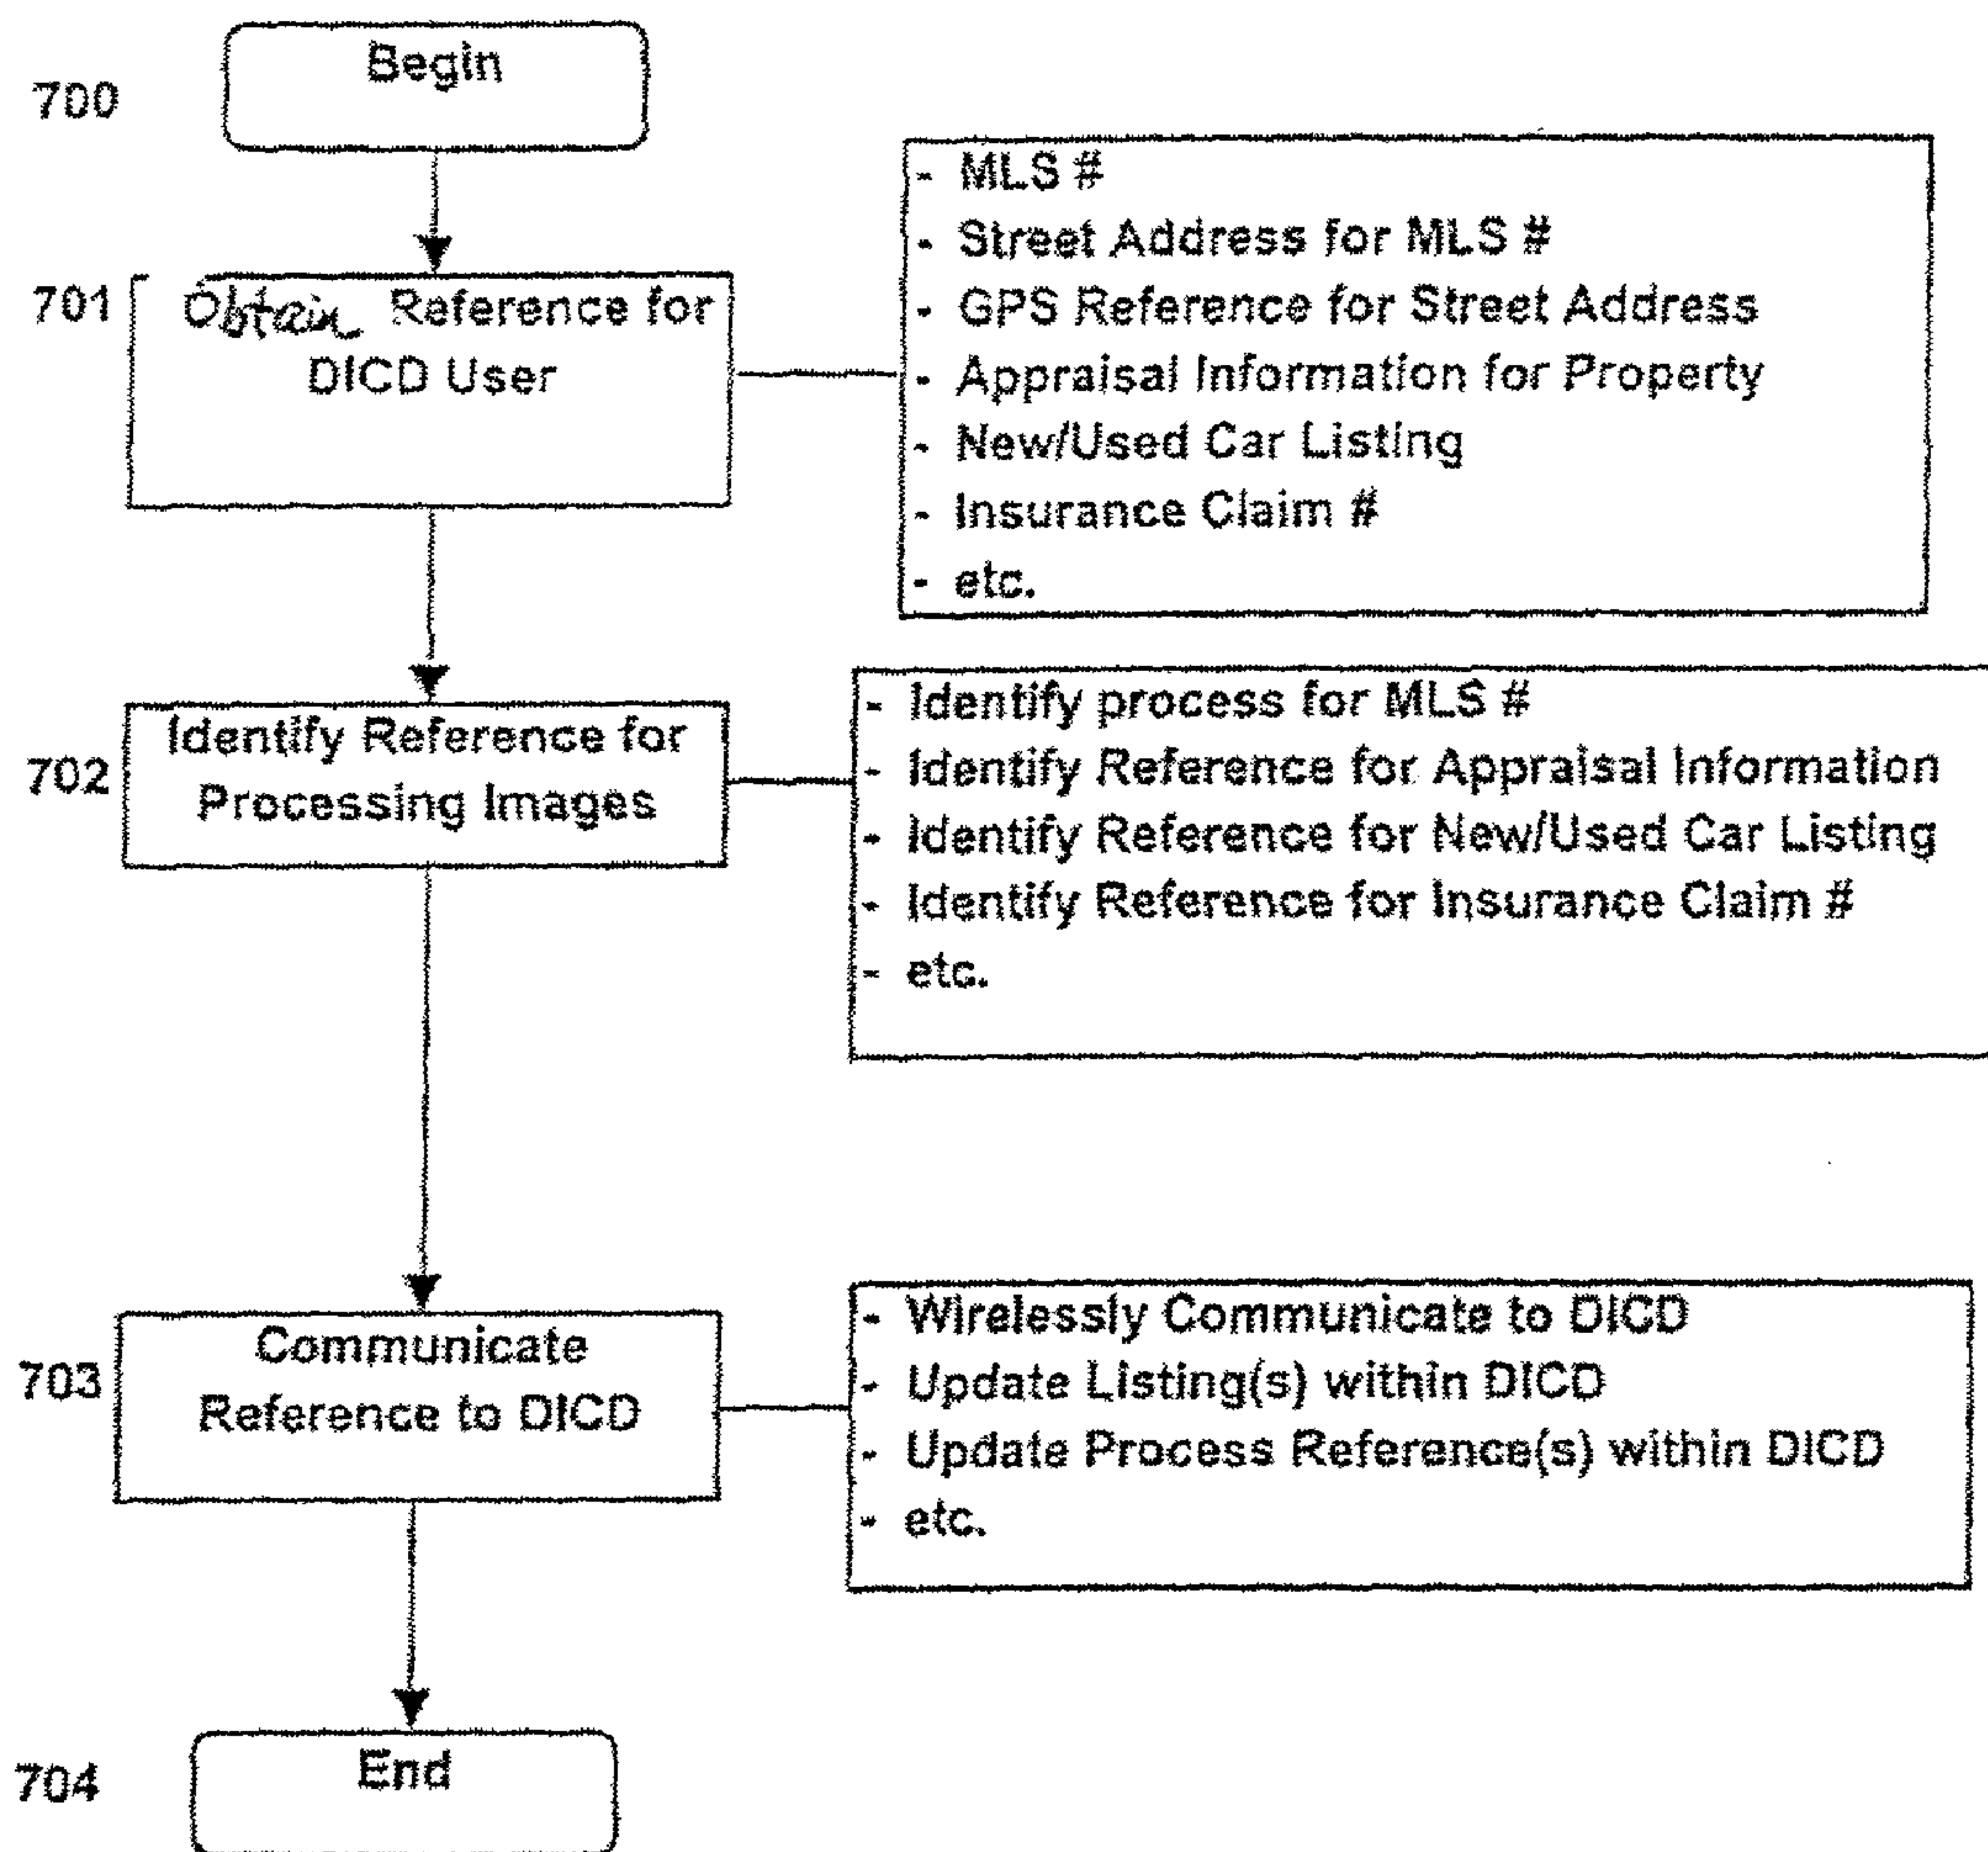 Begin
700
- MLS #
- Street Address for MLS #
- GPS Reference for Street Address
- Appraisal Information for Property
- New/Used Car Listing
- Insurance Claim #
- etc.
701
Obtain Reference for
DICD User
702
Identify Reference for
Processing Images
- Identify process for MLS #
- Identify Reference for Appraisal Information
- Identify Reference for New/Used Car Listing
- Identify Reference for Insurance Claim #
- etc.
703
Communicate
Reference to DICD
- Wirelessly Communicate to DICD
- Update Listing(s) within DICD
- Update Process Reference(s) within DICD
- etc.
704
End